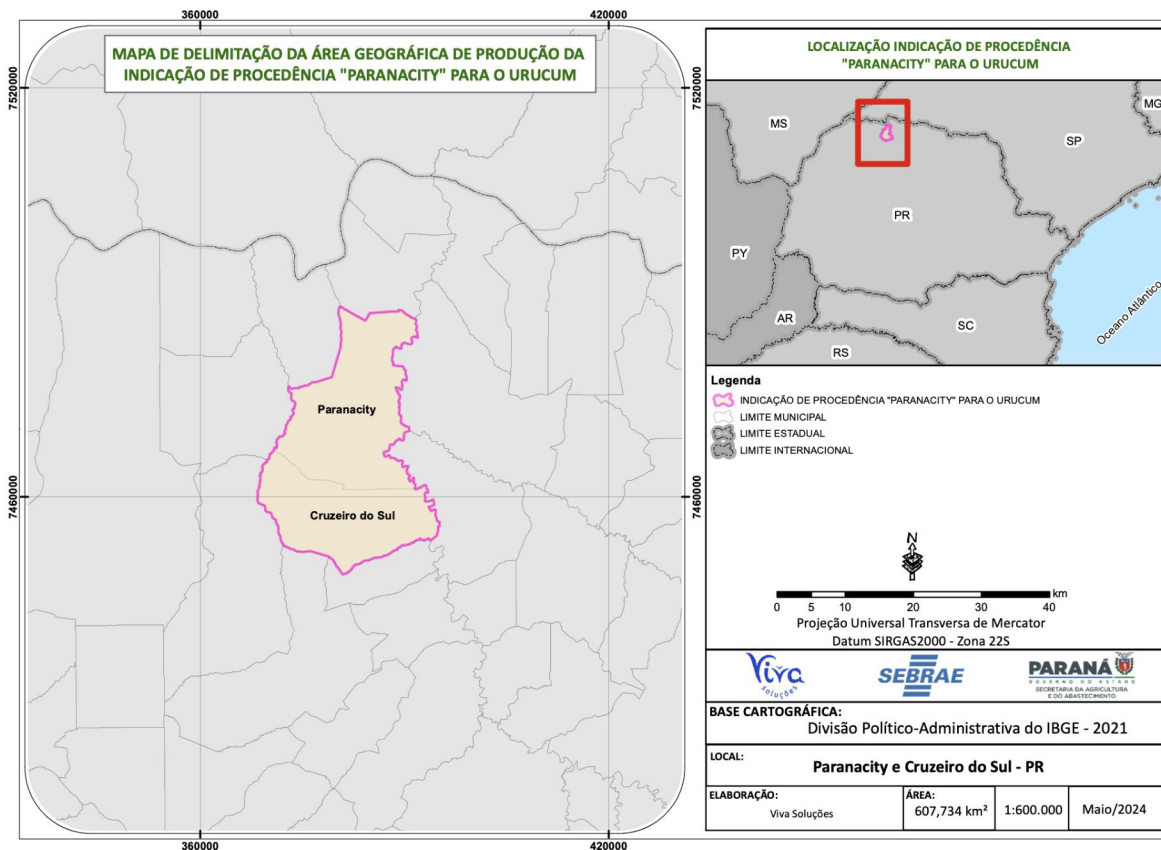 360000
420000
MAPA DE DELIMITAÇÃO DA ÁREA GEOGRÁFICA DE PRODUÇÃO DA
INDICAÇÃO DE PROCEDÊNCIA "PARANACITY" PARA O URUCUM
7520000
7520000
Paranacity
7460000
7460000
Cruzeiro do Sul
360000
420000
LOCALIZAÇÃO INDICAÇÃO DE PROCEDÊNCIA
"PARANACITY" PARA O URUCUM
MS
MG
SP
PR
PY
AR
SC
RS
Oceano Atlântico
Legenda
INDICAÇÃO DE PROCEDÊNCIA "PARANACITY" PARA O URUCUM
LIMITE MUNICIPAL
LIMITE ESTADUAL
LIMITE INTERNACIONAL
N
km
0 5 10 20 30 40
Projeção Universal Transversa de Mercator
Datum SIRGAS2000 - Zona 22S
Viva
soluções
SEBRAE
PARANÁ
GOVERNO DO ESTADO
SECRETARIA DA AGRICULTURA
E DO ABASTECIMENTO
BASE CARTOGRÁFICA:
Divisão Político-Administrativa do IBGE - 2021
LOCAL:
Paranacity e Cruzeiro do Sul - PR
ELABORAÇÃO:
Viva Soluções
ÁREA:
607,734 km²
1:600.000
Maio/2024